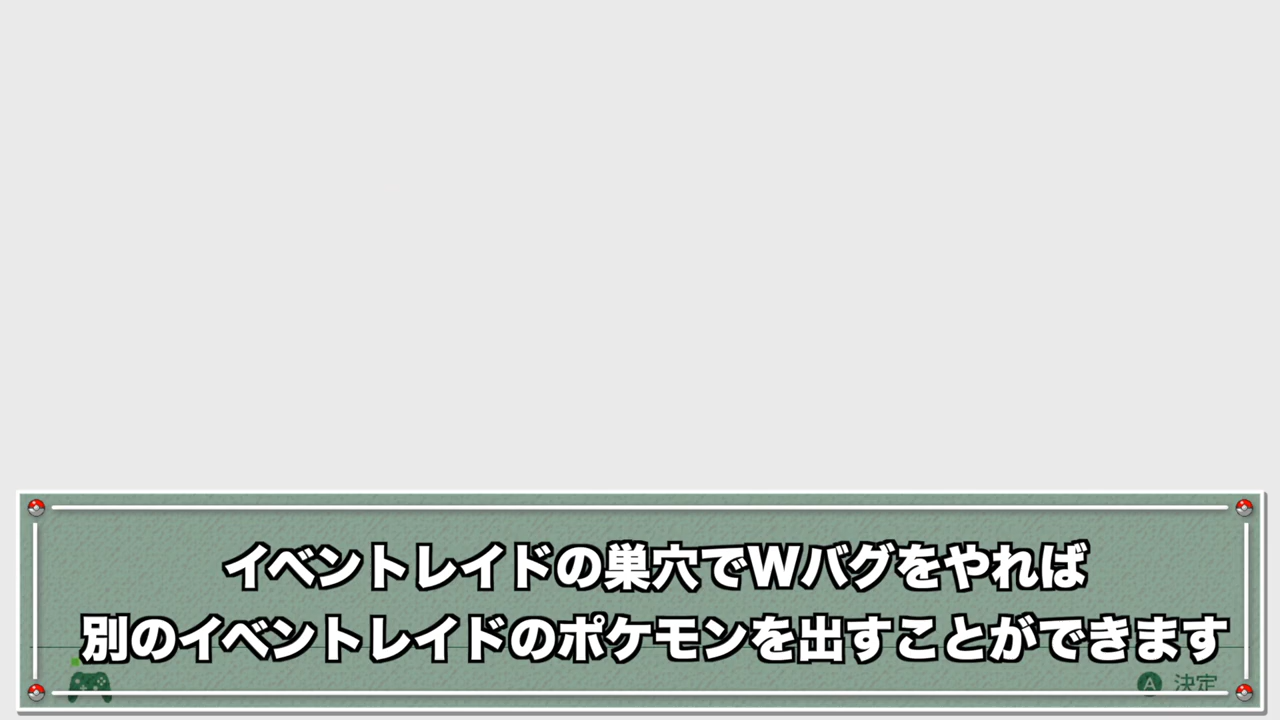 イベントレイドの巣穴でWバグをやれば
別のイベントレイドのポケモンを出すことができます
A 決定